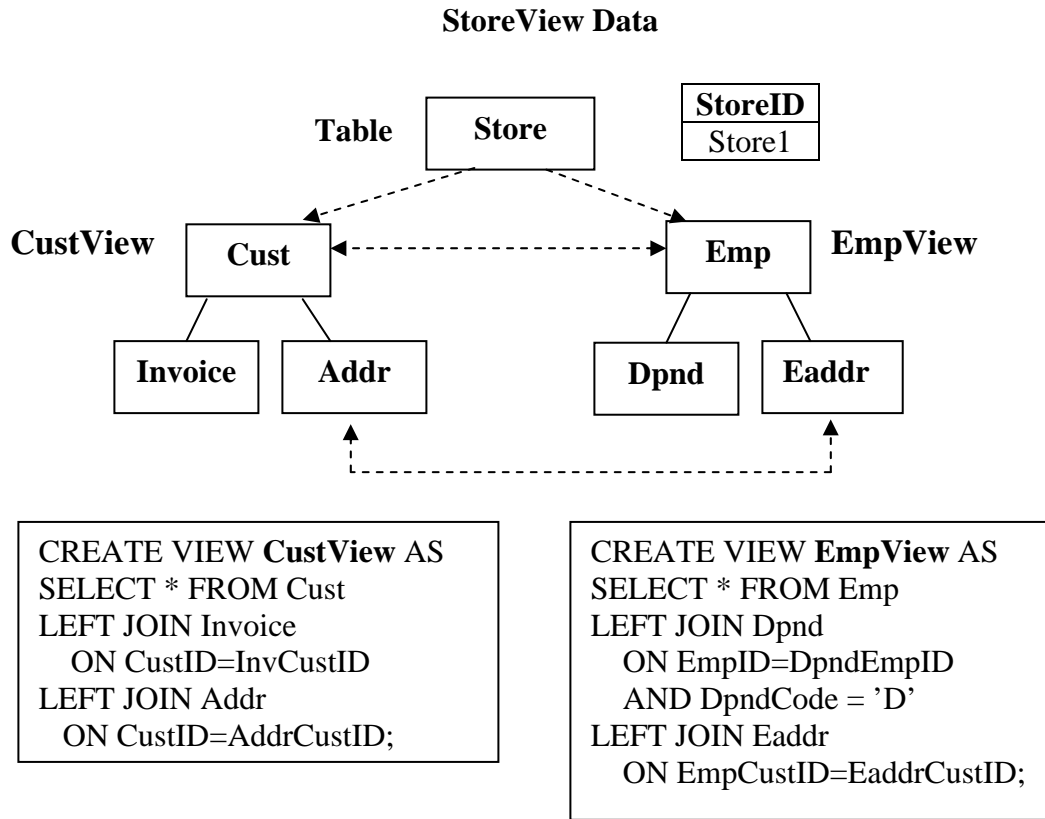 StoreView Data
Table
Store
StoreID
Store1
CustView
Cust
Emp
EmpView
Invoice
Addr
Dpnd
Eaddr
CREATE VIEW CustView AS
SELECT * FROM Cust
LEFT JOIN Invoice
ON CustID=InvCustID
LEFT JOIN Addr
ON CustID=AddrCustID;
CREATE VIEW EmpView AS
SELECT * FROM Emp
LEFT JOIN Dpnd
ON EmpID=DpndEmpID
AND DpndCode = ’D’
LEFT JOIN Eaddr
ON EmpCustID=EaddrCustID;